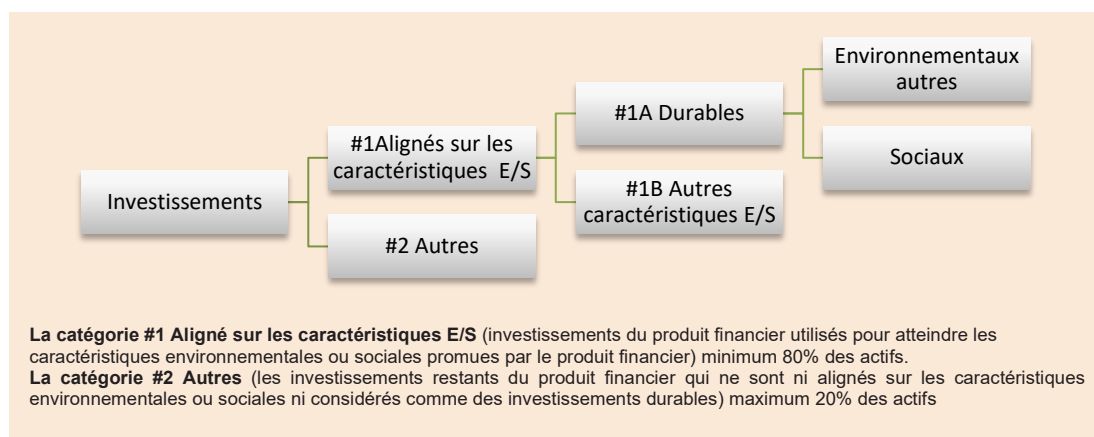 Investissements
#1Alignés sur les
caractéristiques E/S
#2 Autres
#1A Durables
#1B Autres
caractéristiques E/S
Environnementaux
autres
Sociaux
La catégorie #1 Aligné sur les caractéristiques E/S (investissements du produit financier utilisés pour atteindre les
caractéristiques environnementales ou sociales promues par le produit financier) minimum 80% des actifs.
La catégorie #2 Autres (les investissements restants du produit financier qui ne sont ni alignés sur les caractéristiques
environnementales ou sociales ni considérés comme des investissements durables) maximum 20% des actifs